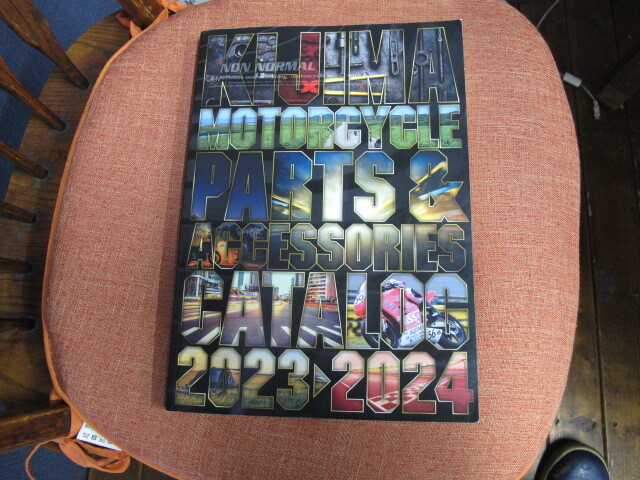 KIJIMA
NON NORMAL
MOTORCYCLE
PARTS &
ACCESSORIES
CATALOG
2023▶2024